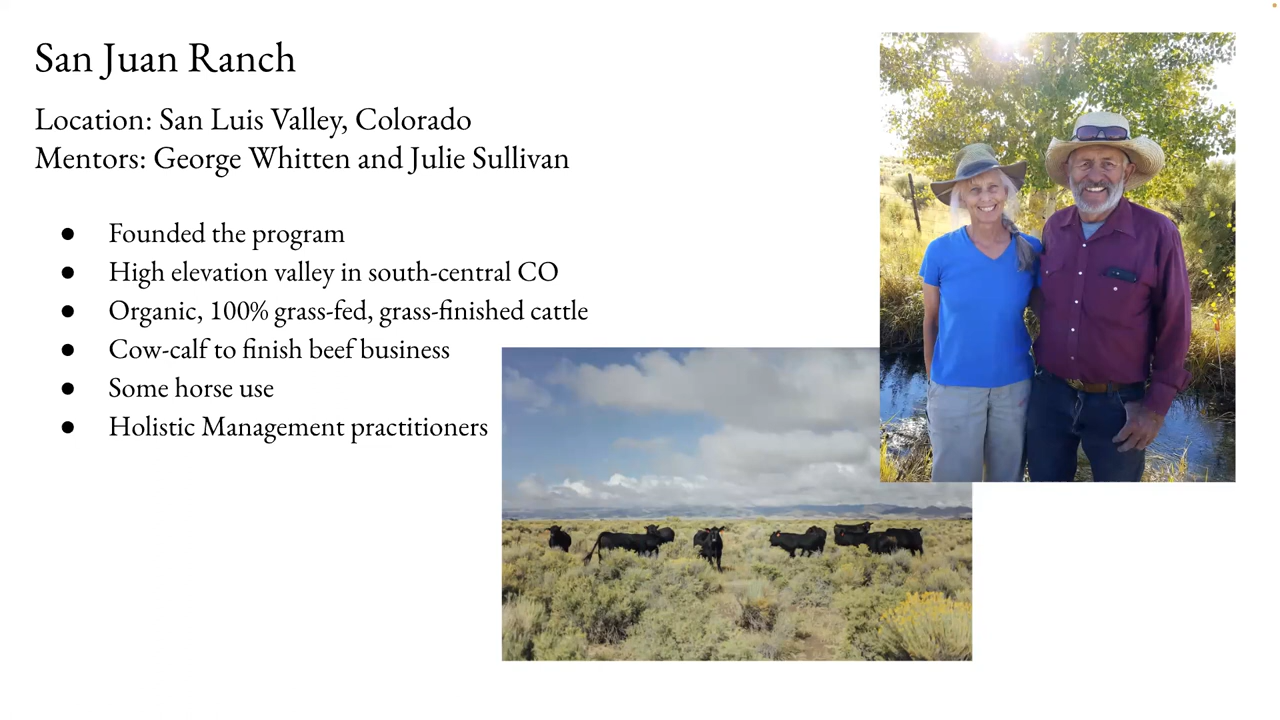 San Juan Ranch
Location: San Luis Valley, Colorado
Mentors: George Whitten and Julie Sullivan
● Founded the program
● High elevation valley in south-central CO
● Organic, 100% grass-fed, grass-finished cattle
● Cow-calf to finish beef business
● Some horse use
● Holistic Management practitioners